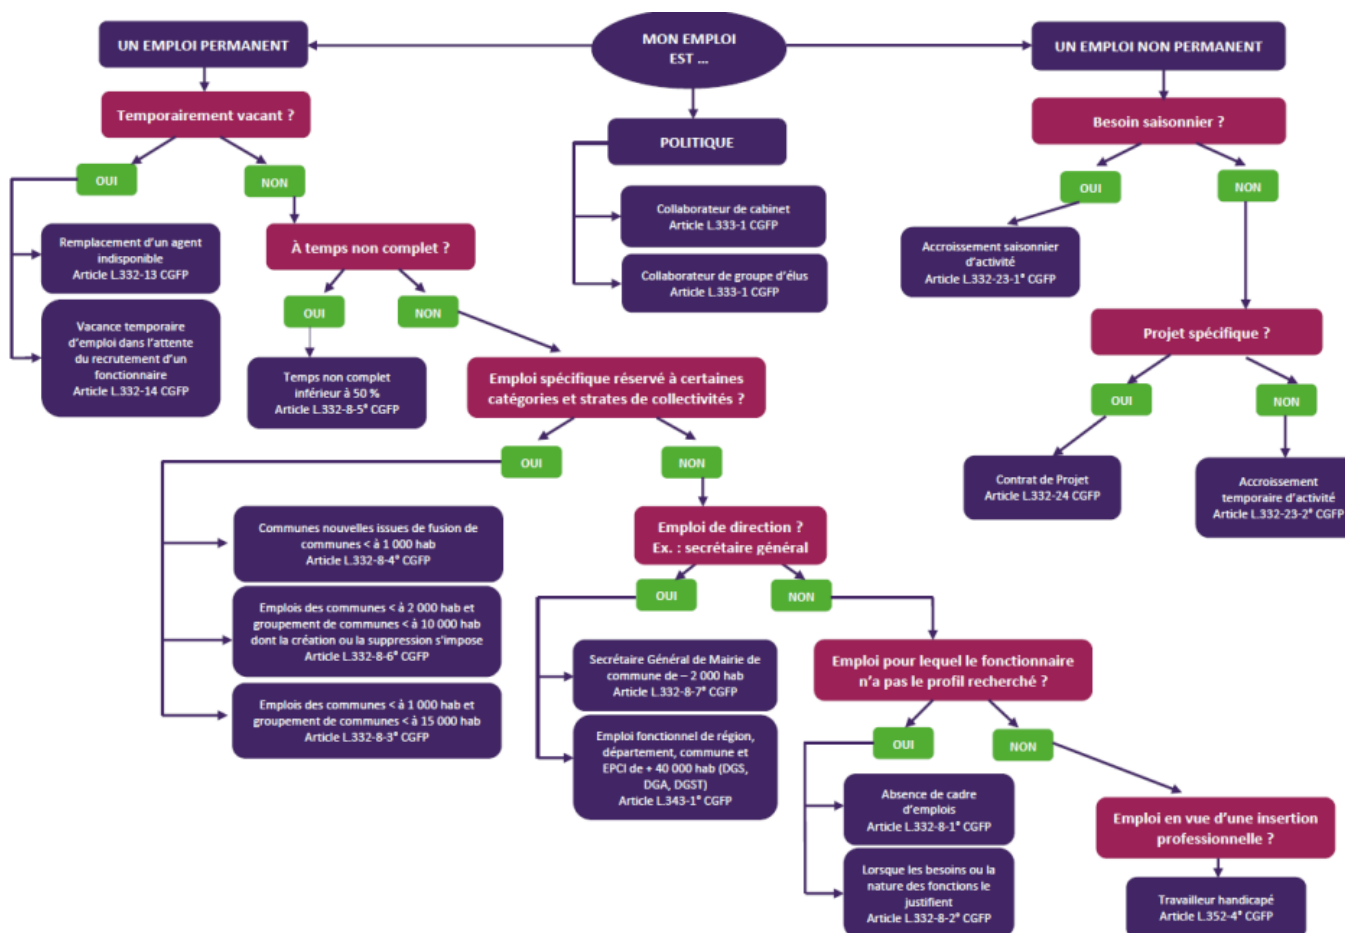 MON EMPLOI
EST ...
UN EMPLOI PERMANENT
UN EMPLOI NON PERMANENT
Temporairement vacant ?
POLITIQUE
Besoin saisonnier ?
OUI
NON
OUI
NON
Collaborateur de cabinet
Article L.333-1 CGFP
Collaborateur de groupe d'élus
Article L.333-1 CGFP
Remplacement d'un agent
indisponible
Article L.332-13 CGFP
Vacance temporaire
d'emploi dans l'attente
du recrutement d'un
fonctionnaire
Article L.332-14 CGFP
À temps non complet ?
Accroissement saisonnier
d'activité
Article L.332-23-1° CGFP
OUI
NON
Projet spécifique ?
Temps non complet
inférieur à 50 %
Article L.332-8-5° CGFP
Emploi spécifique réservé à certaines
catégories et strates de collectivités ?
OUI
NON
OUI
NON
Contrat de Projet
Article L.332-24 CGFP
Accroissement
temporaire d'activité
Article L.332-23-2° CGFP
Communes nouvelles issues de fusion de
communes < à 1 000 hab
Article L.332-8-4° CGFP
Emplois des communes < à 2 000 hab et
groupement de communes < à 10 000 hab
dont la création ou la suppression s'impose
Article L.332-8-6° CGFP
Emplois des communes < à 1 000 hab et
groupement de communes < à 15 000 hab
Article L.332-8-3° CGFP
Emploi de direction ?
Ex. : secrétaire général
OUI
NON
Secrétaire Général de Mairie de
commune de – 2 000 hab
Article L.332-8-7° CGFP
Emploi fonctionnel de région,
département, commune et
EPCI de + 40 000 hab (DGS,
DGA, DGST)
Article L.343-1° CGFP
Emploi pour lequel le fonctionnaire
n'a pas le profil recherché ?
OUI
NON
Absence de cadre
d'emplois
Article L.332-8-1° CGFP
Lorsque les besoins ou la
nature des fonctions le
justifient
Article L.332-8-2° CGFP
Emploi en vue d'une insertion
professionnelle ?
Travailleur handicapé
Article L.352-4° CGFP